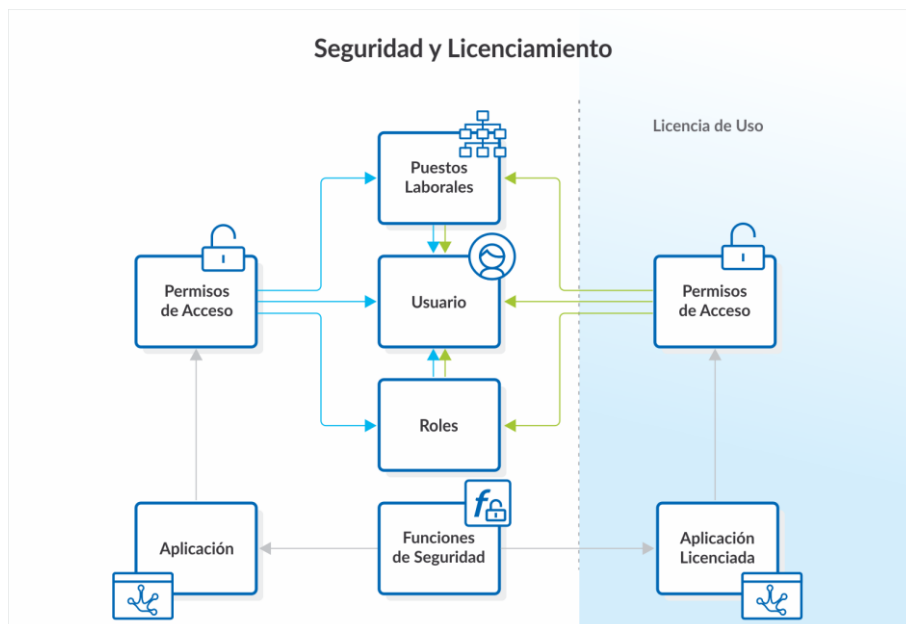 Seguridad y Licenciamiento
Licencia de Uso
Puestos
Laborales
Permisos
de Acceso
Usuario
Permisos
de Acceso
Roles
Aplicación
Funciones
de Seguridad
f
Aplicación
Licenciada